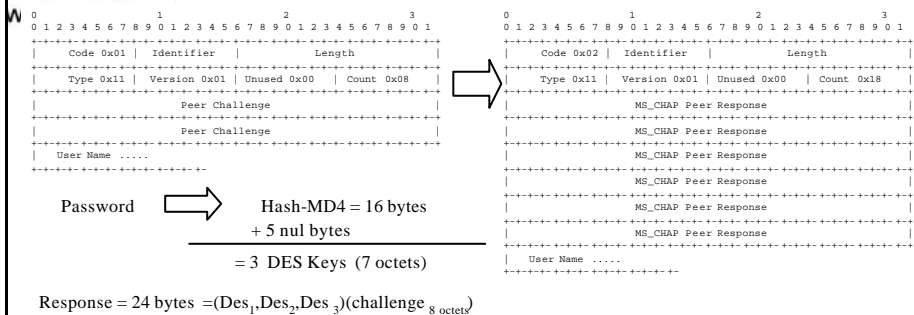 w
0 1 2 3
0 1 2 3 4 5 6 7 8 9 0 1 2 3 4 5 6 7 8 9 0 1 2 3 4 5 6 7 8 9 0 1
+-+-+-+-+-+-+-+-+-+-+-+-+-+-+-+-+-+-+-+-+-+-+-+-+-+-+-+-+-+-+-+-+
| Code 0x01 | Identifier | Length |
+-+-+-+-+-+-+-+-+-+-+-+-+-+-+-+-+-+-+-+-+-+-+-+-+-+-+-+-+-+-+-+-+
| Type 0x11 | Version 0x01 | Unused 0x00 | Count 0x08 |
+-+-+-+-+-+-+-+-+-+-+-+-+-+-+-+-+-+-+-+-+-+-+-+-+-+-+-+-+-+-+-+-+
| Peer Challenge |
+-+-+-+-+-+-+-+-+-+-+-+-+-+-+-+-+-+-+-+-+-+-+-+-+-+-+-+-+-+-+-+-+
| Peer Challenge |
+-+-+-+-+-+-+-+-+-+-+-+-+-+-+-+-+-+-+-+-+-+-+-+-+-+-+-+-+-+-+-+-+
| User Name .....
+-+-+-+-+-+-+-+-+-+-+-+-+-+-
0 1 2 3
0 1 2 3 4 5 6 7 8 9 0 1 2 3 4 5 6 7 8 9 0 1 2 3 4 5 6 7 8 9 0 1
+-+-+-+-+-+-+-+-+-+-+-+-+-+-+-+-+-+-+-+-+-+-+-+-+-+-+-+-+-+-+-+-+
| Code 0x02 | Identifier | Length |
+-+-+-+-+-+-+-+-+-+-+-+-+-+-+-+-+-+-+-+-+-+-+-+-+-+-+-+-+-+-+-+-+
| Type 0x11 | Version 0x01 | Unused 0x00 | Count 0x18 |
+-+-+-+-+-+-+-+-+-+-+-+-+-+-+-+-+-+-+-+-+-+-+-+-+-+-+-+-+-+-+-+-+
| MS_CHAP Peer Response |
+-+-+-+-+-+-+-+-+-+-+-+-+-+-+-+-+-+-+-+-+-+-+-+-+-+-+-+-+-+-+-+-+
| MS_CHAP Peer Response |
+-+-+-+-+-+-+-+-+-+-+-+-+-+-+-+-+-+-+-+-+-+-+-+-+-+-+-+-+-+-+-+-+
| MS_CHAP Peer Response |
+-+-+-+-+-+-+-+-+-+-+-+-+-+-+-+-+-+-+-+-+-+-+-+-+-+-+-+-+-+-+-+-+
| MS_CHAP Peer Response |
+-+-+-+-+-+-+-+-+-+-+-+-+-+-+-+-+-+-+-+-+-+-+-+-+-+-+-+-+-+-+-+-+
| MS_CHAP Peer Response |
+-+-+-+-+-+-+-+-+-+-+-+-+-+-+-+-+-+-+-+-+-+-+-+-+-+-+-+-+-+-+-+-+
| MS_CHAP Peer Response |
+-+-+-+-+-+-+-+-+-+-+-+-+-+-+-+-+-+-+-+-+-+-+-+-+-+-+-+-+-+-+-+-+
| User Name .....
+-+-+-+-+-+-+-+-+-+-+-+-+-+-
Password Hash-MD4 = 16 bytes
+ 5 nul bytes
= 3 DES Keys (7 octets)
Response = 24 bytes =(Des1,Des2,Des 3)(challenge 8 octets)